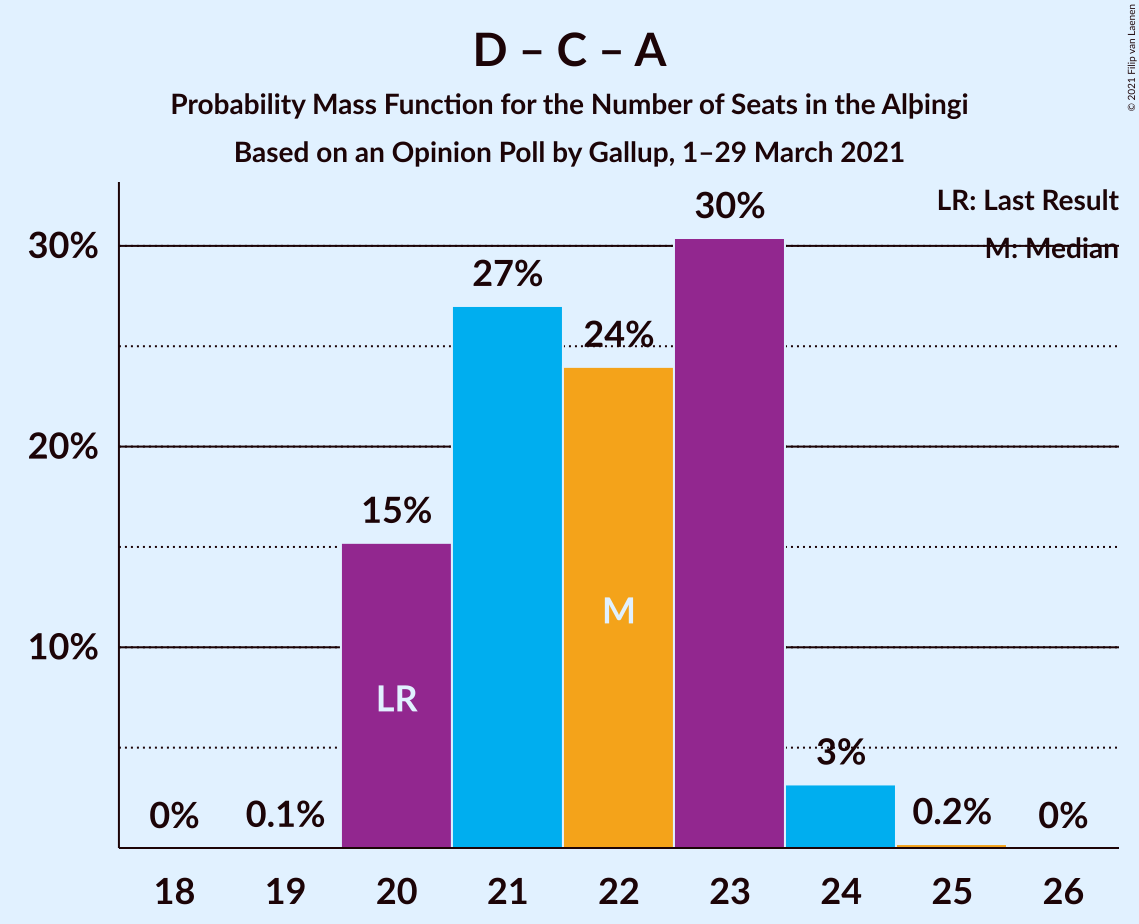 D – C – A
Probability Mass Function for the Number of Seats in the Alþingi
Based on an Opinion Poll by Gallup, 1–29 March 2021
© 2021 Filip van Laenen
LR: Last Result
M: Median
30%
20%
10%
0%
0.1%
15%
27%
24%
30%
3%
0.2%
0%
LR
M
18
19
20
21
22
23
24
25
26